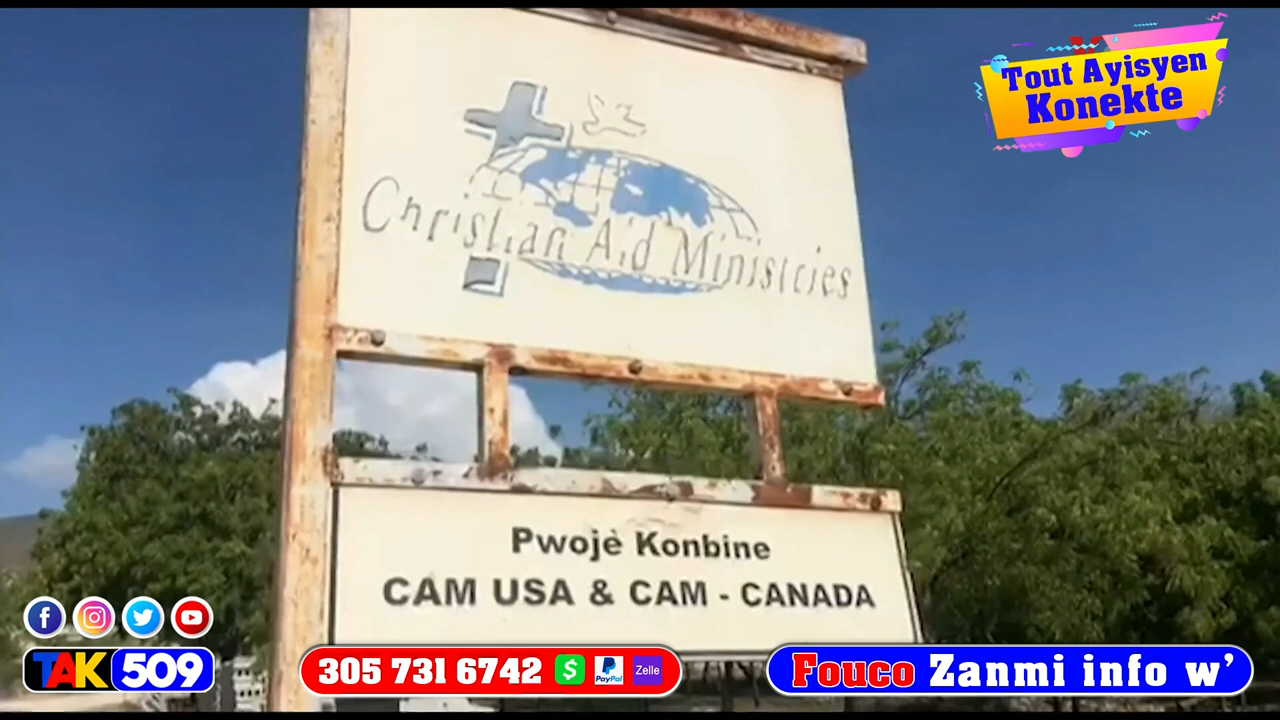 Tout Ayisyen
Konekte
Christian Aid Ministries
Pwojè Konbine
CAM USA & CAM - CANADA
TAK 509
305 731 6742
PayPal
Zelle
Fouco Zanmi info w'